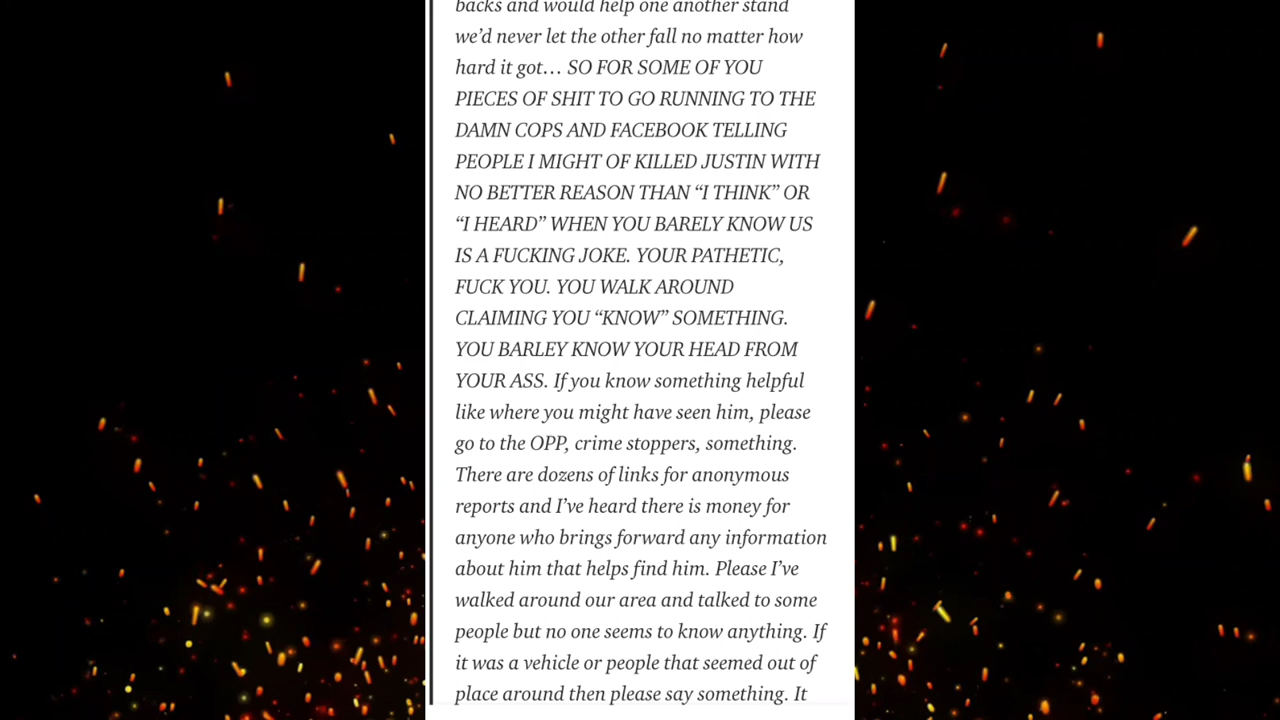 backs and would help one another stand
we’d never let the other fall no matter how
hard it got… SO FOR SOME OF YOU
PIECES OF SHIT TO GO RUNNING TO THE
DAMN COPS AND FACEBOOK TELLING
PEOPLE I MIGHT OF KILLED JUSTIN WITH
NO BETTER REASON THAN “I THINK” OR
“I HEARD” WHEN YOU BARELY KNOW US
IS A FUCKING JOKE. YOUR PATHETIC,
FUCK YOU. YOU WALK AROUND
CLAIMING YOU “KNOW” SOMETHING.
YOU BARLEY KNOW YOUR HEAD FROM
YOUR ASS. If you know something helpful
like where you might have seen him, please
go to the OPP, crime stoppers, something.
There are dozens of links for anonymous
reports and I’ve heard there is money for
anyone who brings forward any information
about him that helps find him. Please I’ve
walked around our area and talked to some
people but no one seems to know anything. If
it was a vehicle or people that seemed out of
place around then please say something. It